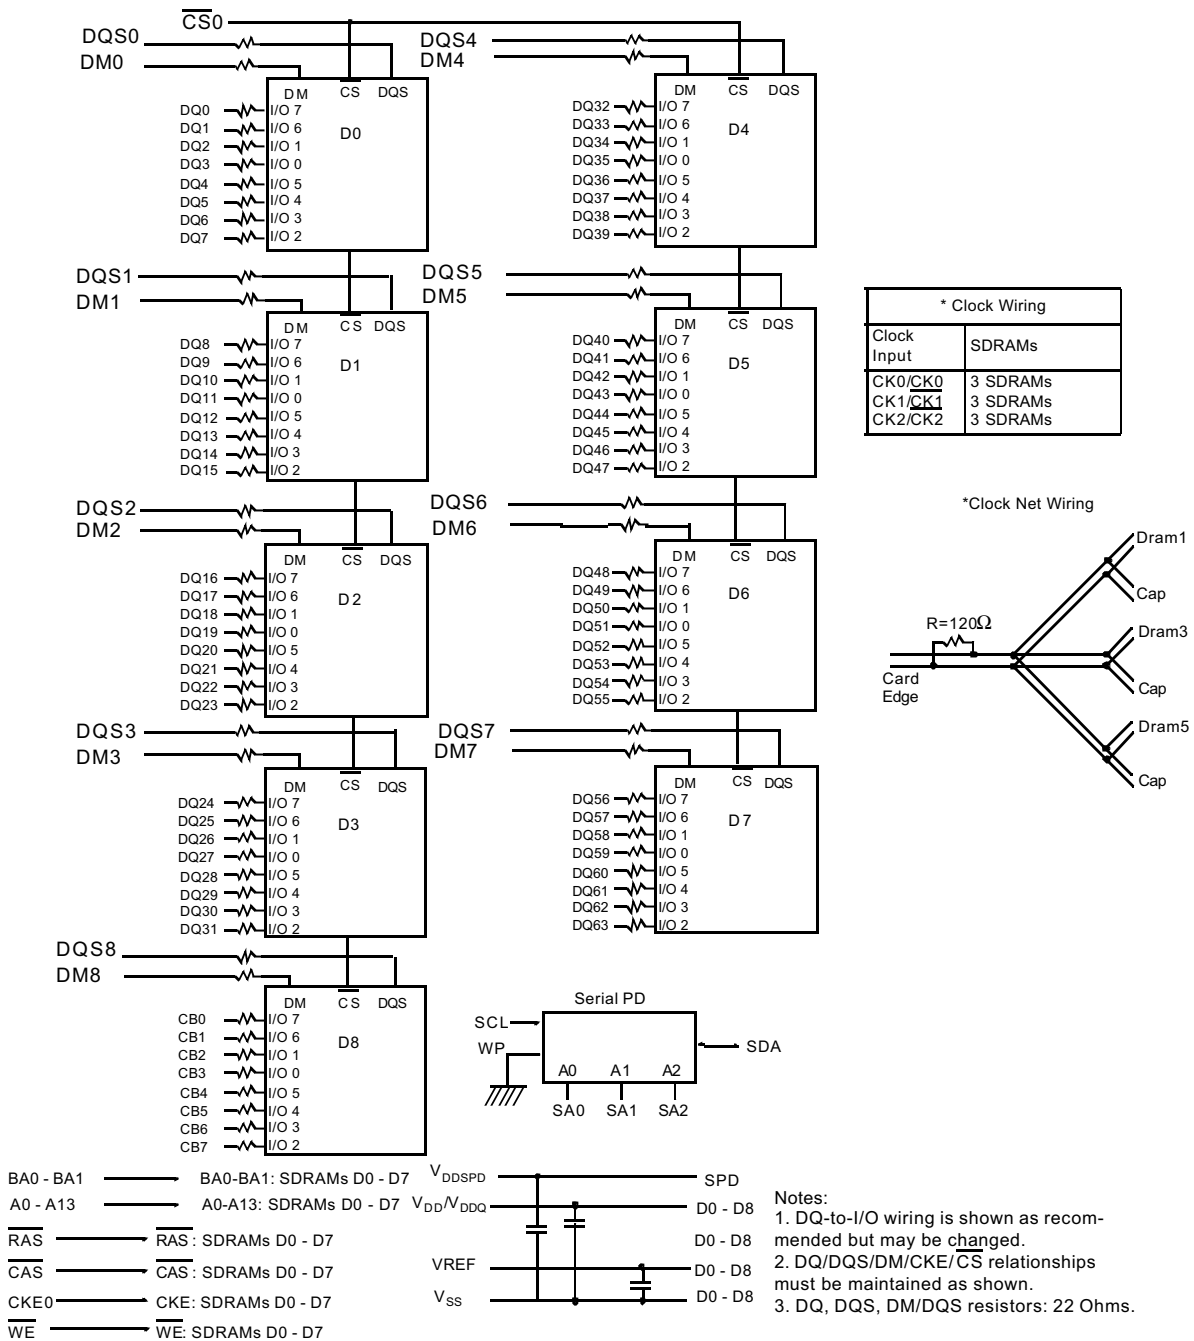 CS0
DQS0
DM0
DM CS DQS
D0
DQ0 I/O 7
DQ1 I/O 6
DQ2 I/O 1
DQ3 I/O 0
DQ4 I/O 5
DQ5 I/O 4
DQ6 I/O 3
DQ7 I/O 2
DQS1
DM1
DM CS DQS
D1
DQ8 I/O 7
DQ9 I/O 6
DQ10 I/O 1
DQ11 I/O 0
DQ12 I/O 5
DQ13 I/O 4
DQ14 I/O 3
DQ15 I/O 2
DQS2
DM2
DM CS DQS
D2
DQ16 I/O 7
DQ17 I/O 6
DQ18 I/O 1
DQ19 I/O 0
DQ20 I/O 5
DQ21 I/O 4
DQ22 I/O 3
DQ23 I/O 2
DQS3
DM3
DM CS DQS
D3
DQ24 I/O 7
DQ25 I/O 6
DQ26 I/O 1
DQ27 I/O 0
DQ28 I/O 5
DQ29 I/O 4
DQ30 I/O 3
DQ31 I/O 2
DQS8
DM8
DM CS DQS
D8
CB0 I/O 7
CB1 I/O 6
CB2 I/O 1
CB3 I/O 0
CB4 I/O 5
CB5 I/O 4
CB6 I/O 3
CB7 I/O 2
DQS4
DM4
DM CS DQS
D4
DQ32 I/O 7
DQ33 I/O 6
DQ34 I/O 1
DQ35 I/O 0
DQ36 I/O 5
DQ37 I/O 4
DQ38 I/O 3
DQ39 I/O 2
DQS5
DM5
DM CS DQS
D5
DQ40 I/O 7
DQ41 I/O 6
DQ42 I/O 1
DQ43 I/O 0
DQ44 I/O 5
DQ45 I/O 4
DQ46 I/O 3
DQ47 I/O 2
DQS6
DM6
DM CS DQS
D6
DQ48 I/O 7
DQ49 I/O 6
DQ50 I/O 1
DQ51 I/O 0
DQ52 I/O 5
DQ53 I/O 4
DQ54 I/O 3
DQ55 I/O 2
DQS7
DM7
DM CS DQS
D7
DQ56 I/O 7
DQ57 I/O 6
DQ58 I/O 1
DQ59 I/O 0
DQ60 I/O 5
DQ61 I/O 4
DQ62 I/O 3
DQ63 I/O 2
* Clock Wiring
Clock Input SDRAMs
CK0/CK0 3 SDRAMs
CK1/CK1 3 SDRAMs
CK2/CK2 3 SDRAMs
*Clock Net Wiring
R=120Ω
Card
Edge
Dram1
Cap
Dram3
Cap
Dram5
Cap
Serial PD
SCL
WP
SDA
A0 A1 A2
SA0 SA1 SA2
BA0 - BA1 BA0-BA1: SDRAMs D0 - D7
A0 - A13 A0-A13: SDRAMs D0 - D7
RAS RAS: SDRAMs D0 - D7
CAS CAS: SDRAMs D0 - D7
CKE0 CKE: SDRAMs D0 - D7
WE WE: SDRAMs D0 - D7
VDDSPD SPD
VDD/VDDQ D0 - D8
D0 - D8
VREF D0 - D8
VSS D0 - D8
Notes:
1. DQ-to-I/O wiring is shown as recom-
mended but may be changed.
2. DQ/DQS/DM/CKE/CS relationships
must be maintained as shown.
3. DQ, DQS, DM/DQS resistors: 22 Ohms.